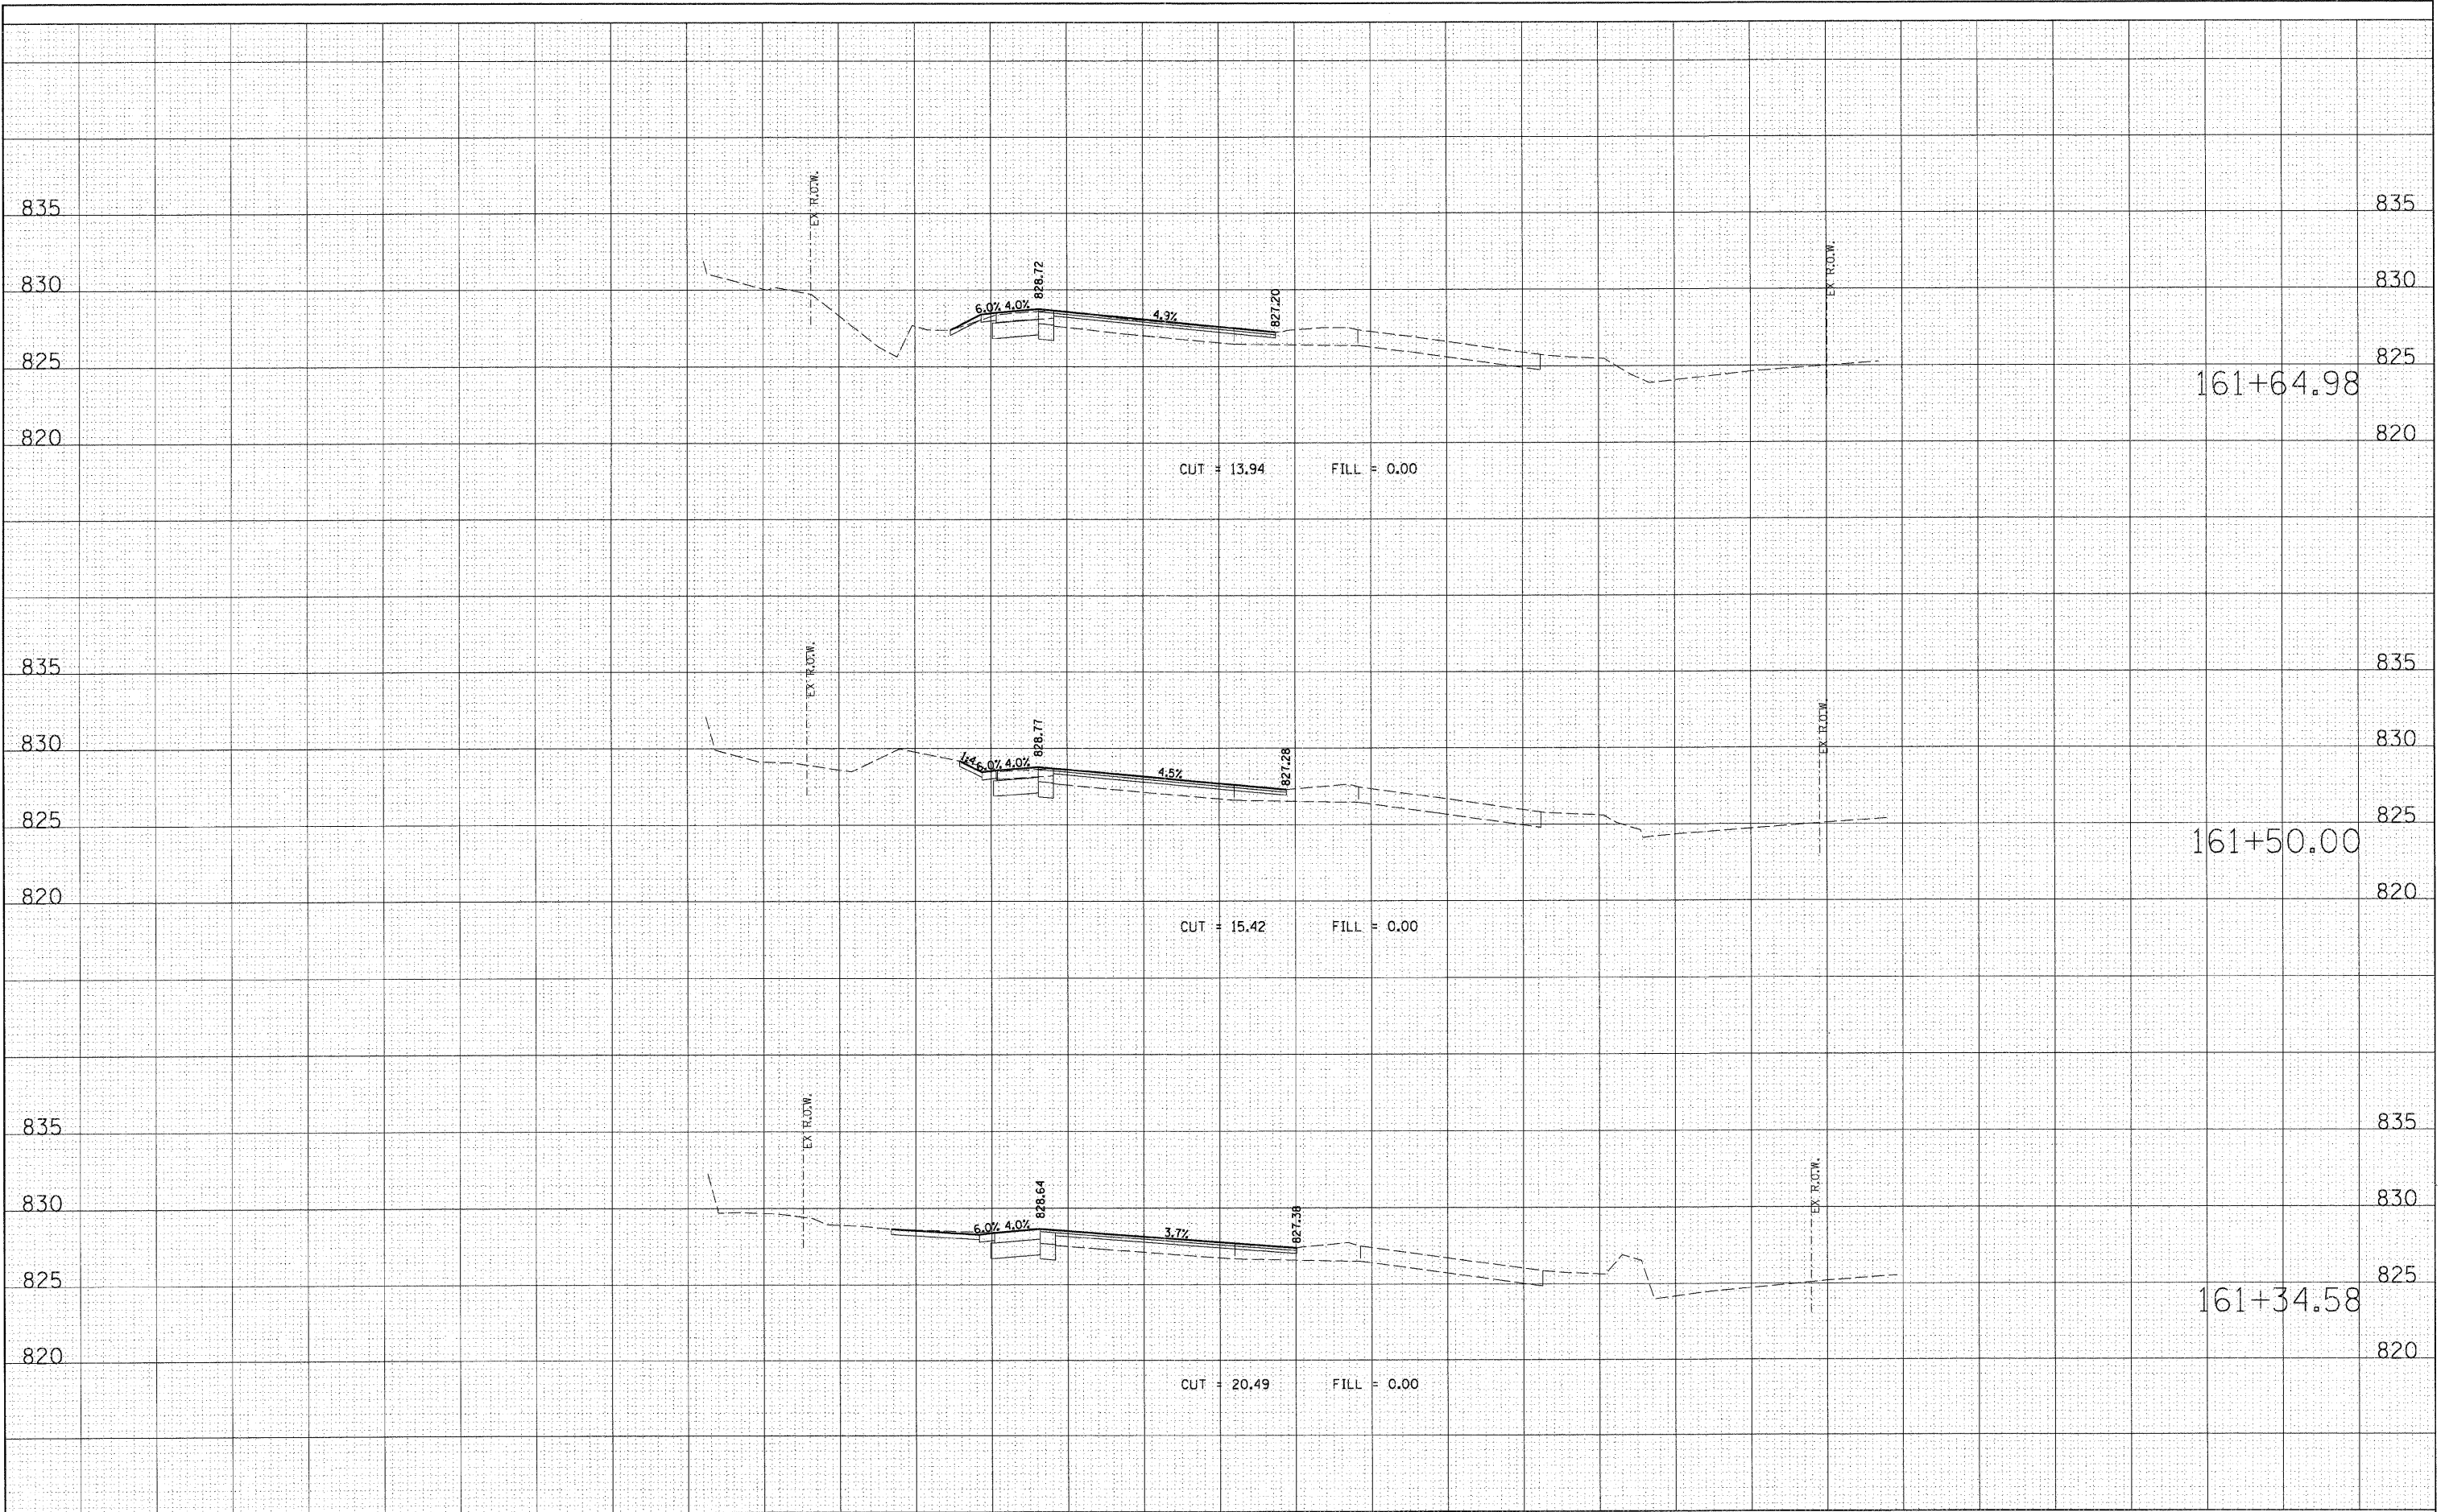 EX R.O.W.
835 835
EX R.O.W.
830 828.72 830
6.0% 4.0% 4.9% 827.20
825 825
161+64.98
820 820
CUT = 13.94 FILL = 0.00
EX R.O.W.
835 835
EX R.O.W.
830 828.77 830
1:4 6.0% 4.0% 4.5% 827.28
825 825
161+50.00
820 820
CUT = 15.42 FILL = 0.00
EX R.O.W.
835 835
EX R.O.W.
830 828.64 830
6.0% 4.0% 3.7% 827.38
825 825
161+34.58
820 820
CUT = 20.49 FILL = 0.00